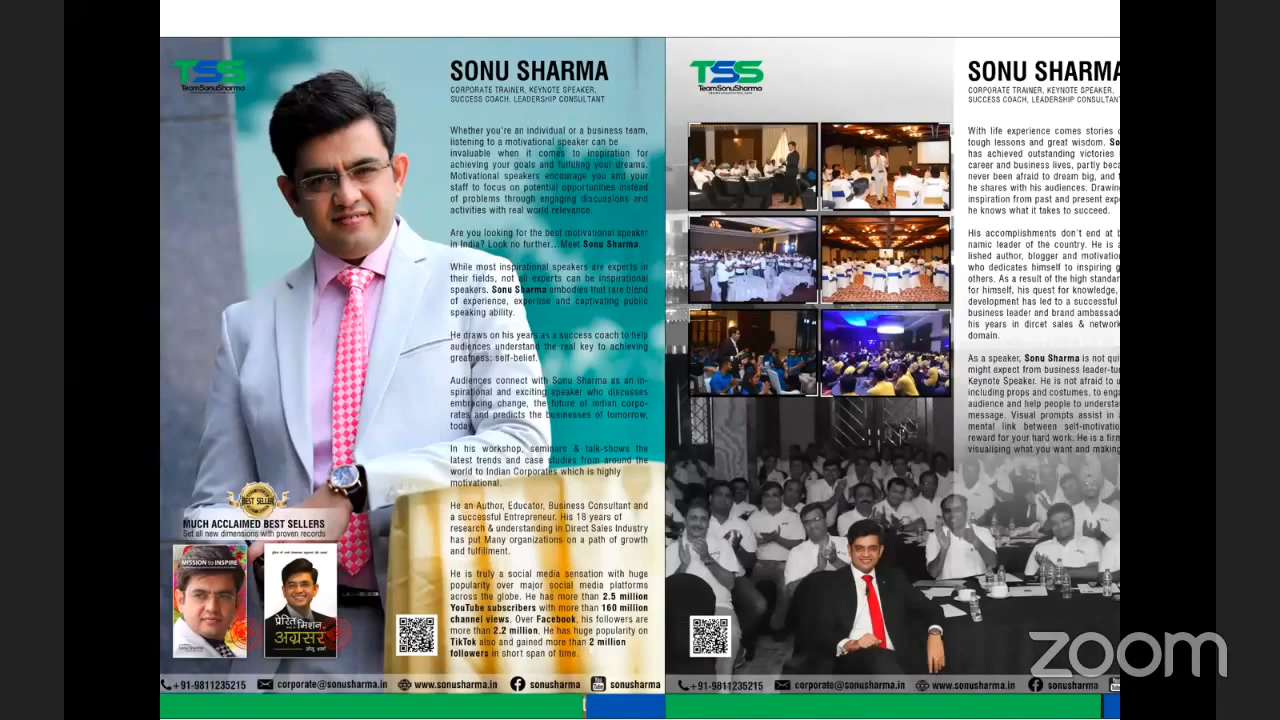 TSS
TeamSonuSharma
SONU SHARMA
CORPORATE TRAINER, KEYNOTE SPEAKER,
SUCCESS COACH, LEADERSHIP CONSULTANT
Whether you're an individual or a business team,
listening to a motivational speaker can be
invaluable when it comes to inspiration for
achieving your goals and fulfilling your dreams.
Motivational speakers encourage you and your
staff to focus on potential opportunities instead
of problems through engaging discussions and
activities with real world relevance.
Are you looking for the best motivational speaker
in India? Look no further...Meet Sonu Sharma.
While most inspirational speakers are experts in
their fields, not all experts can be inspirational
speakers. Sonu Sharma embodies that rare blend
of experience, expertise and captivating public
speaking ability.
He draws on his years as a success coach to help
audiences understand the real key to achieving
greatness: self-belief.
Audiences connect with Sonu Sharma as an in-
spirational and exciting speaker who discusses
embracing change, the future of indian corpo-
rates and predicts the businesses of tomorrow,
today.
In his workshop, seminars & talk-shows the
latest trends and case studies from around the
world to Indian Corporates which is highly
motivational.
He an Author, Educator, Business Consultant and
a successful Entrepreneur. His 18 years of
research & understanding in Direct Sales Industry
has put Many organizations on a path of growth
and fulfillment.
He is truly a social media sensation with huge
popularity over major social media platforms
across the globe. He has more than 2.5 million
YouTube subscribers with more than 160 million
channel views. Over Facebook, his followers are
more than 2.2 million. He has huge popularity on
TikTok also and gained more than 2 million
followers in short span of time.
BEST SELLER
MUCH ACCLAIMED BEST SELLERS
Set all new dimensions with proven records
MISSION to INSPIRE
प्रेरित मिशन
अग्रसर
सोनू शर्मा
+91-9811235215 corporate@sonusharma.in www.sonusharma.in sonusharma You Tube sonusharma
TSS
TeamSonuSharma
SONU SHARMA
CORPORATE TRAINER, KEYNOTE SPEAKER,
SUCCESS COACH, LEADERSHIP CONSULTANT
With life experience comes stories
tough lessons and great wisdom. So
has achieved outstanding victories
career and business lives, partly beca
never been afraid to dream big, and
he shares with his audiences. Drawin
inspiration from past and present exp
he knows what it takes to succeed.
His accomplishments don't end at b
namic leader of the country. He is a
lished author, blogger and motivatio
who dedicates himself to inspiring g
others. As a result of the high standar
for himself, his quest for knowledge,
development has led to a successful
business leader and brand ambassad
his years in dircet sales & network
domain.
As a speaker, Sonu Sharma is not qui
might expect from business leader-tu
Keynote Speaker. He is not afraid to u
including props and costumes, to eng
audience and help people to understa
message. Visual prompts assist in
mental link between self-motivatio
reward for your hard work. He is a firm
visualising what you want and making
+91-9811235215 corporate@sonusharma.in www.sonusharma.in sonusharma
zoom